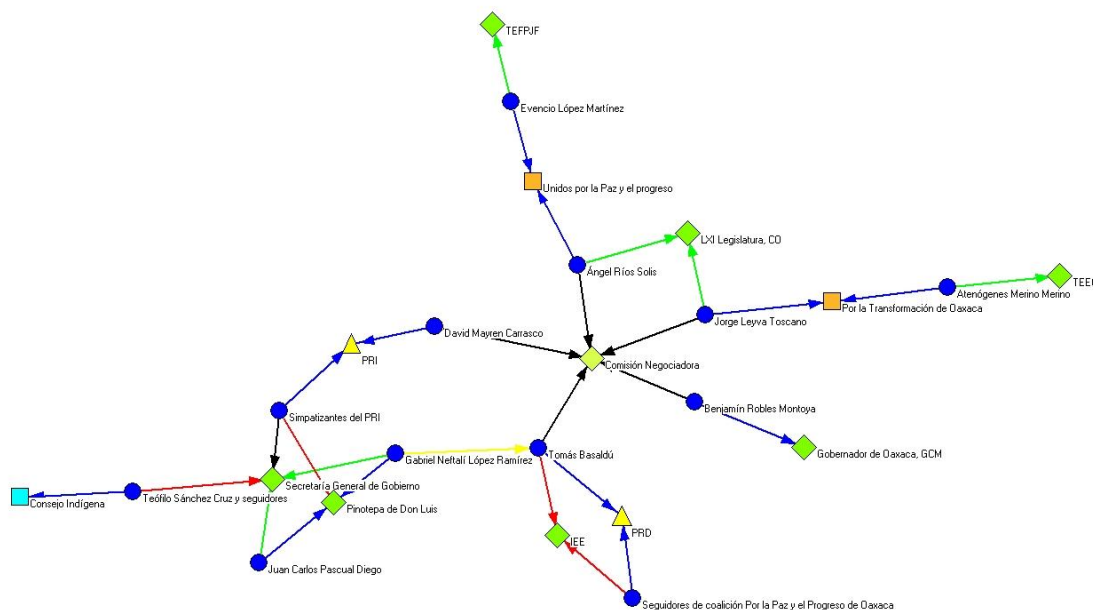 TEFPJF
Evencio López Martínez
Unidos por la Paz y el progreso
LXI Legislatura, CO
Ángel Ríos Solis
TEE
Atenógenes Merino Merino
Por la Transformación de Oaxaca
Jorge Leyva Toscano
David Mayren Carrasco
PRI
Comisión Negociadora
Benjamín Robles Montoya
Simpatizantes del PRI
Gabriel Neftalí López Ramírez
Tomás Basaldú
Gobernador de Oaxaca, GCM
Secretaría General de Gobierno
Teófilo Sánchez Cruz y seguidores
Consejo Indígena
Pinotepa de Don Luis
PRD
IEE
Juan Carlos Pascual Diego
Seguidores de coalición Por la Paz y el Progreso de Oaxaca